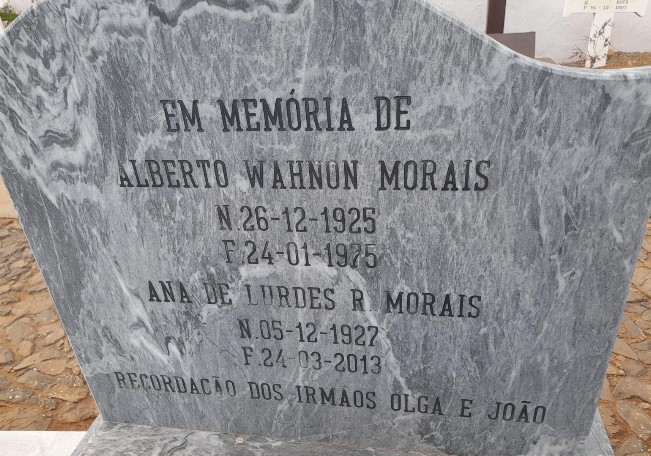 EM MEMÓRIA DE
ALBERTO WAHNON MORAIS
N.26-12-1925
F.24-01-1975
ANA DE LURDES R. MORAIS
N.05-12-1927
F.24-03-2013
RECORDAÇÃO DOS IRMÃOS OLGA E JOÃO